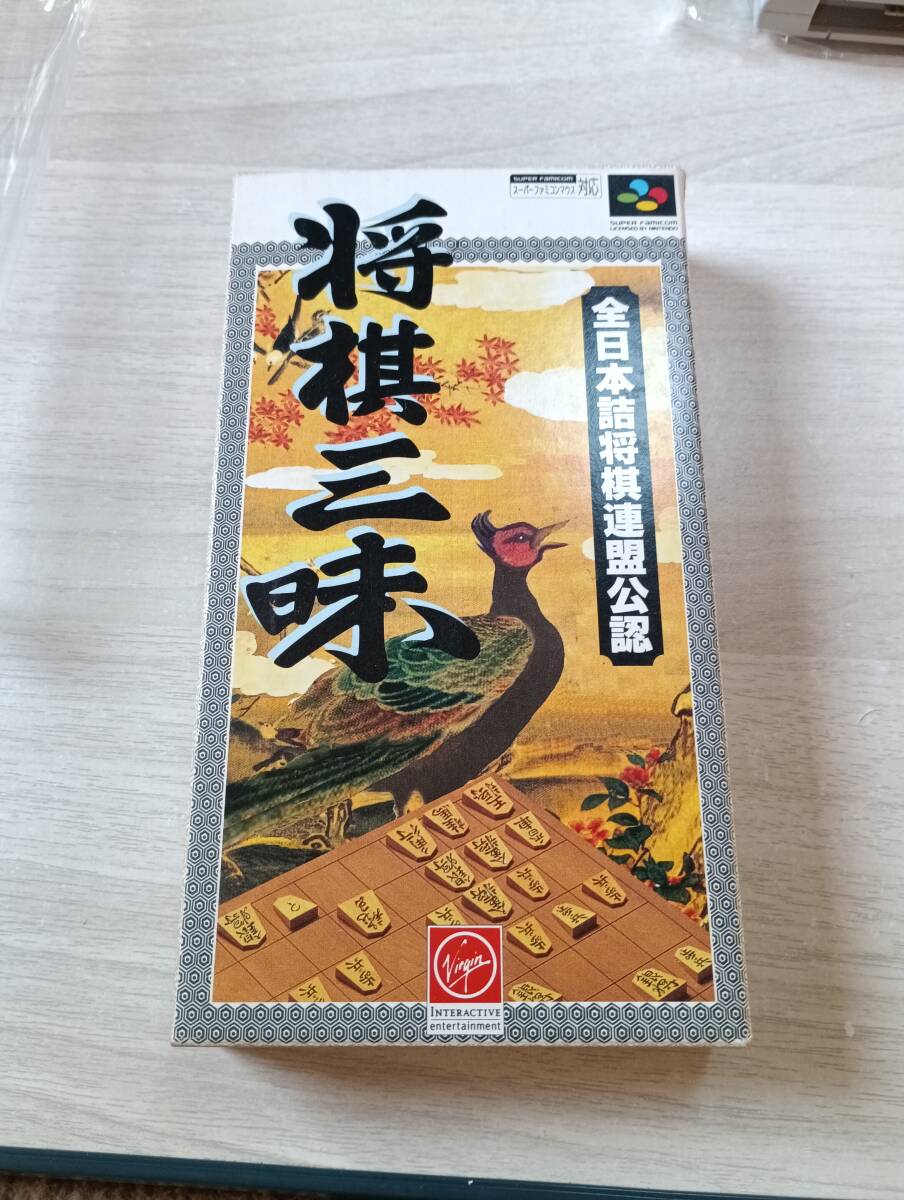 SUPER FAMICOM
スーパーファミコンマウス 対応
SUPER FAMICOM
LICENSED BY NINTENDO
将棋三味
全日本詰将棋連盟公認
Virgin
INTERACTIVE
entertainment